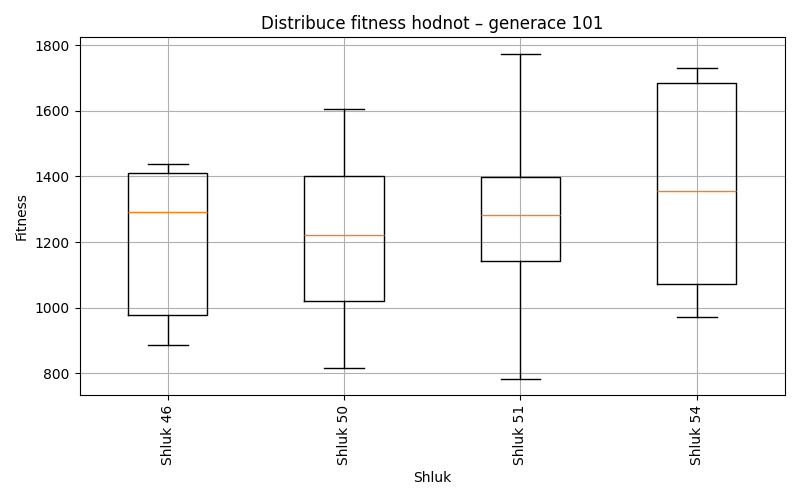 Distribuce fitness hodnot – generace 101
Fitness
1800
1600
1400
1200
1000
800
Shluk 46
Shluk 50
Shluk 51
Shluk 54
Shluk